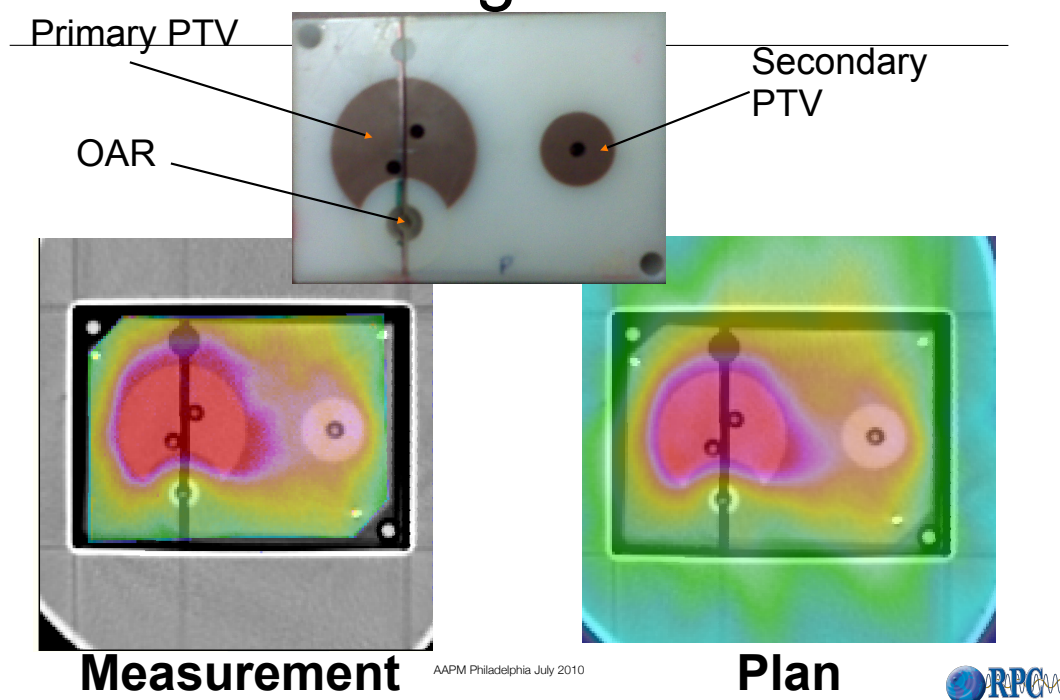 Primary PTV
Secondary
PTV
OAR
Measurement
AAPM Philadelphia July 2010
Plan
RPC